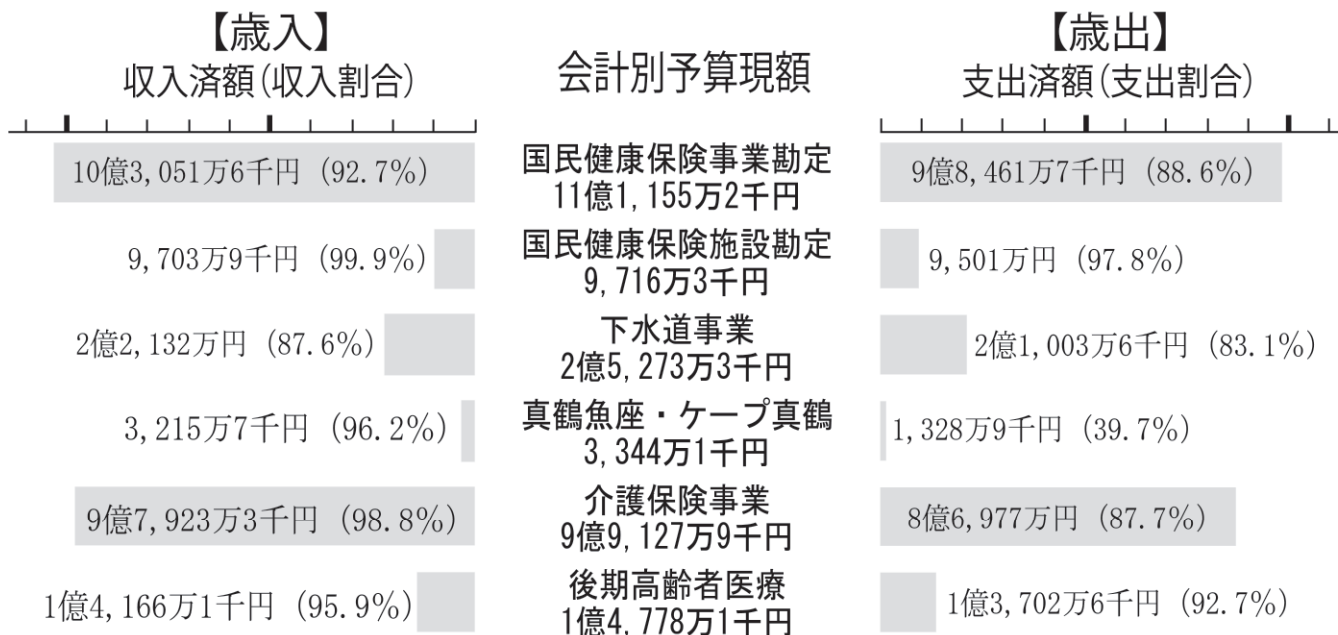 【歳入】
収入済額(収入割合)
会計別予算現額
【歳出】
支出済額(支出割合)
10億3,051万6千円 (92.7%)
国民健康保険事業勘定
11億1,155万2千円
9億8,461万7千円 (88.6%)
9,703万9千円 (99.9%)
国民健康保険施設勘定
9,716万3千円
9,501万円 (97.8%)
2億2,132万円 (87.6%)
下水道事業
2億5,273万3千円
2億1,003万6千円 (83.1%)
3,215万7千円 (96.2%)
真鶴魚座・ケープ真鶴
3,344万1千円
1,328万9千円 (39.7%)
9億7,923万3千円 (98.8%)
介護保険事業
9億9,127万9千円
8億6,977万円 (87.7%)
1億4,166万1千円 (95.9%)
後期高齢者医療
1億4,778万1千円
1億3,702万6千円 (92.7%)